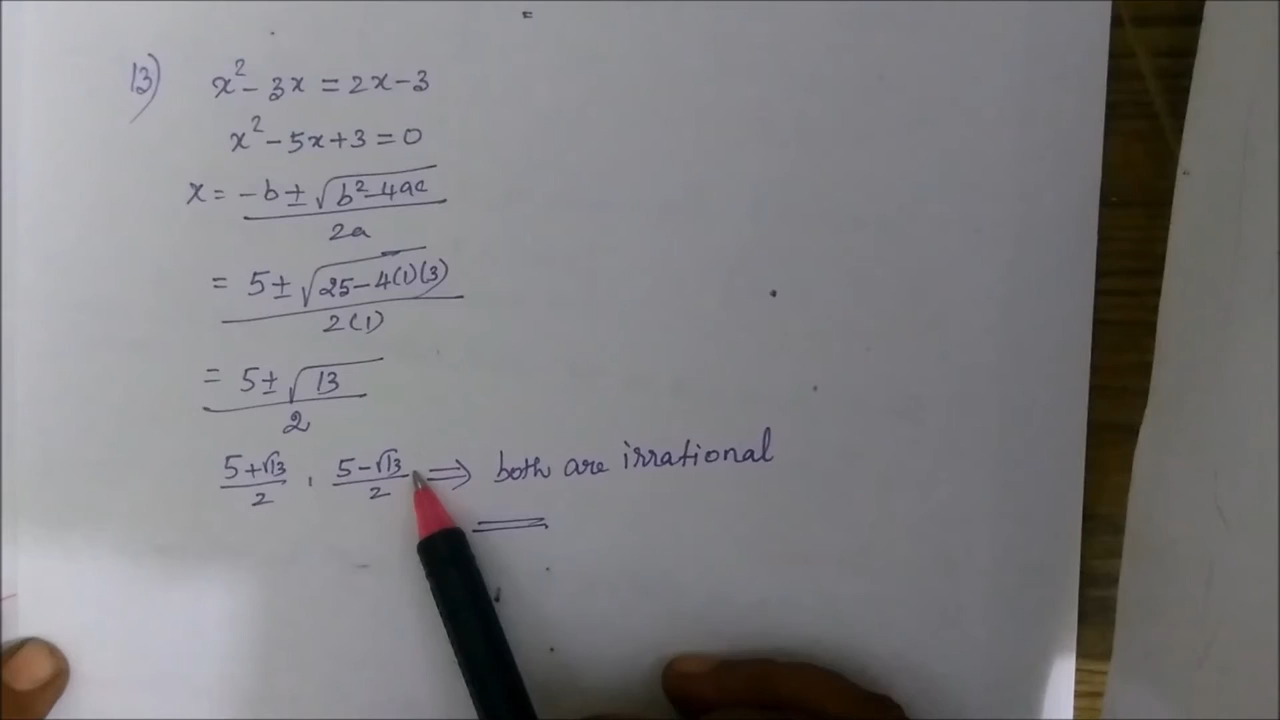 13) x² - 3x = 2x - 3
x² - 5x + 3 = 0
x = -b ± √(b² - 4ac) / 2a
= 5 ± √(25 - 4(1)(3)) / 2(1)
= 5 ± √13 / 2
5+√13 / 2 , 5-√13 / 2 ⇒ both are irrational